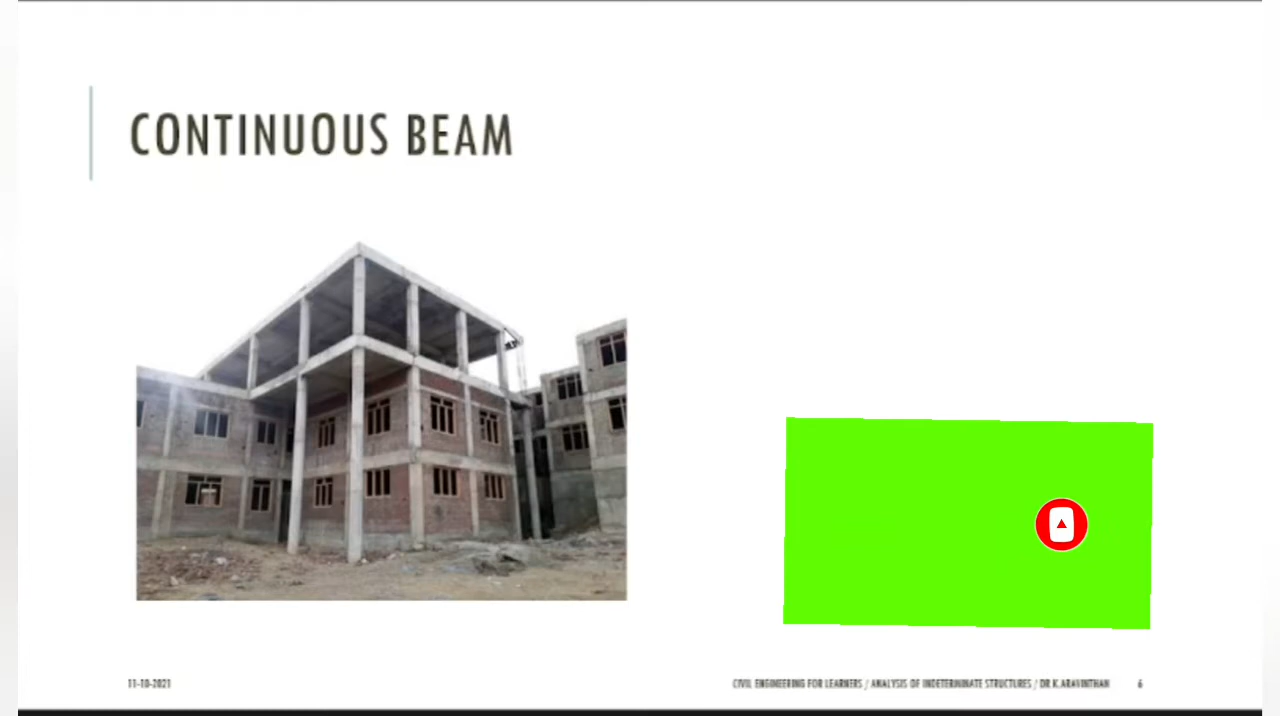 CONTINUOUS BEAM
11-10-2021
CIVIL ENGINEERING FOR LEARNERS / ANALYSIS OF INDETERMINATE STRUCTURES / DR K.ARAVINTHAN
6